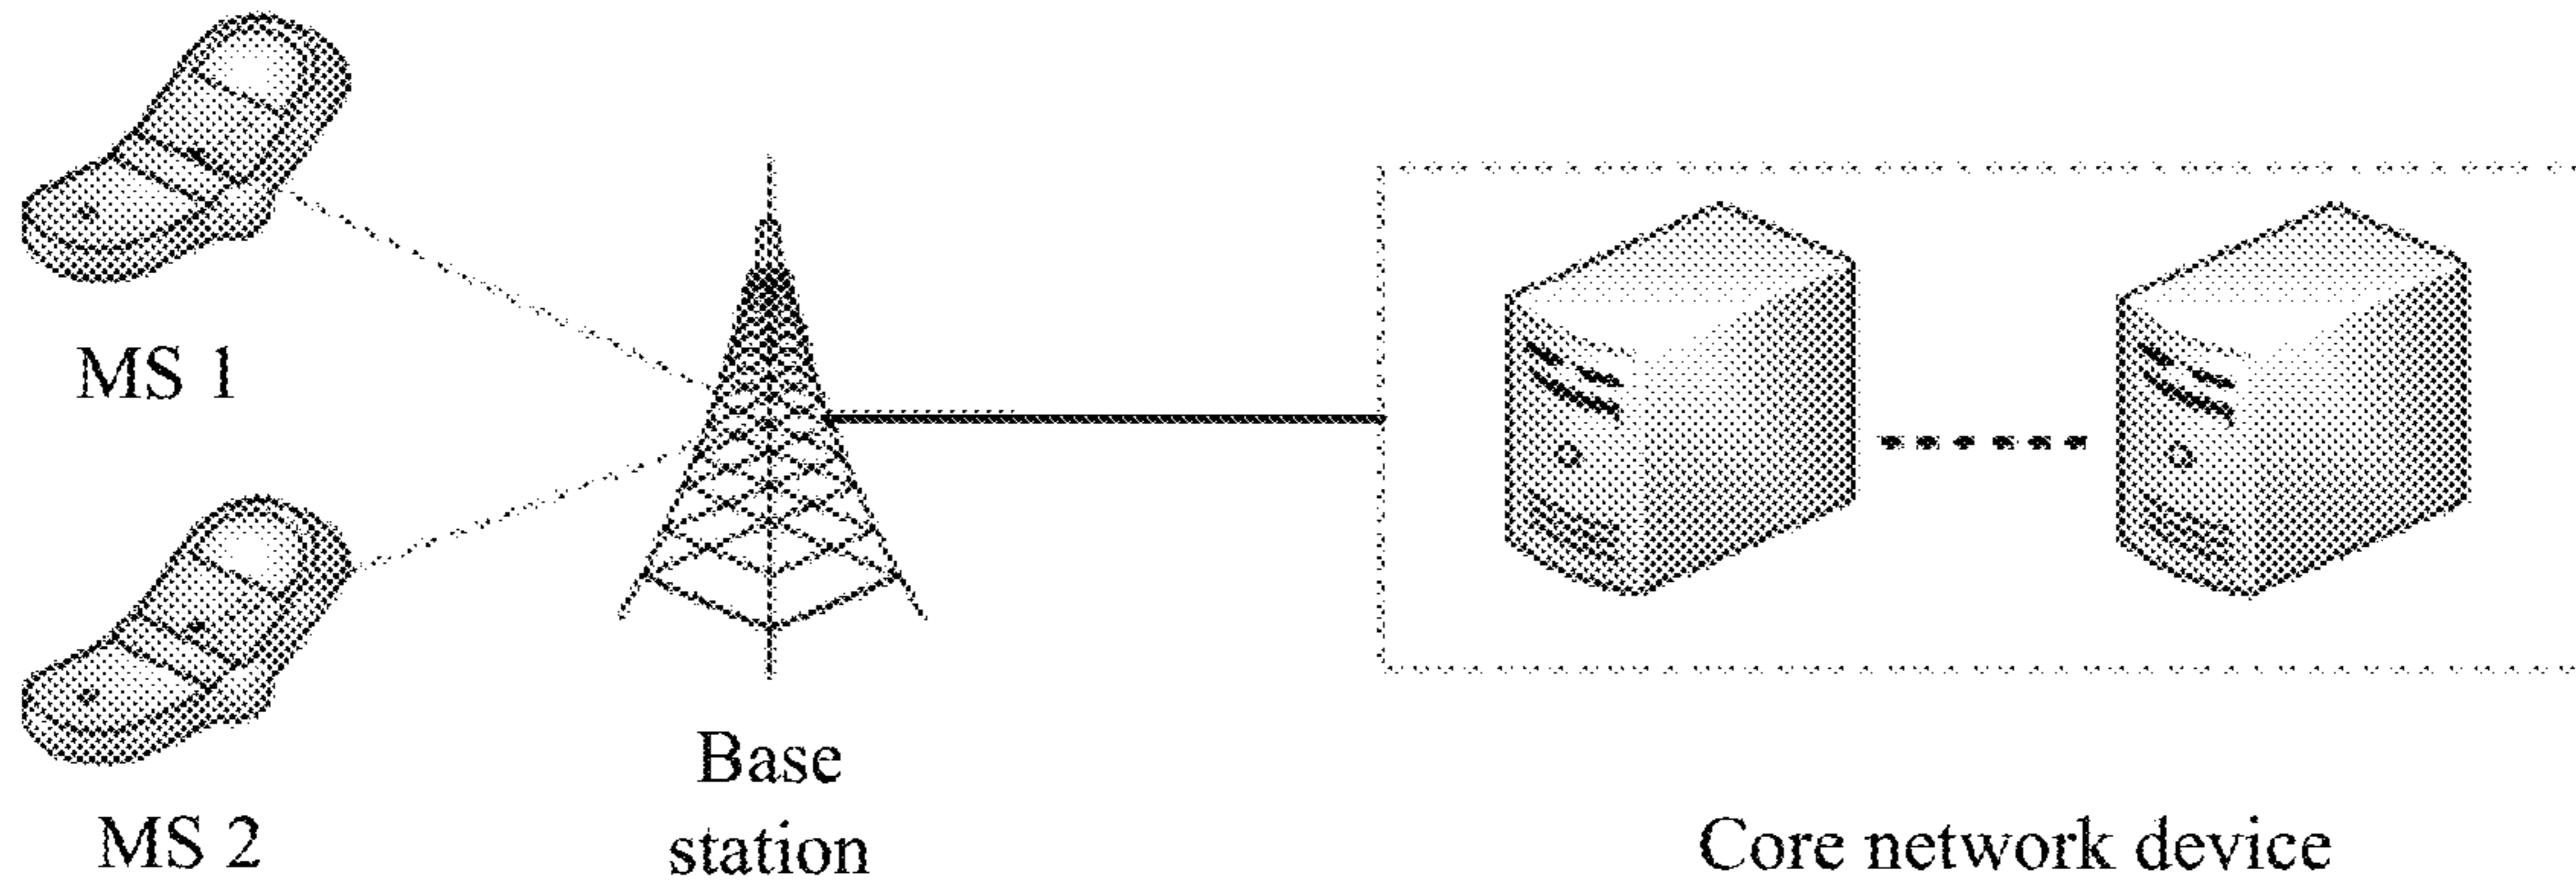 MS 1
MS 2
Base
station
Core network device